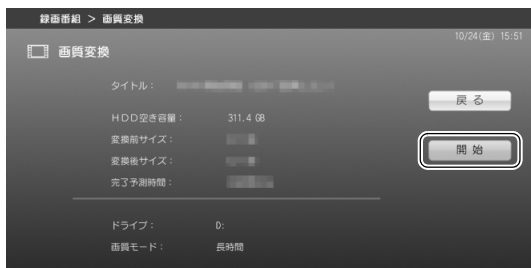 録画番組 > 画質変換
10/24(金) 15:51
画質変換
タイトル：
戻る
HDD空き容量： 311.4 GB
変換前サイズ：
開始
変換後サイズ：
完了予測時間：
ドライブ： D:
画質モード： 長時間